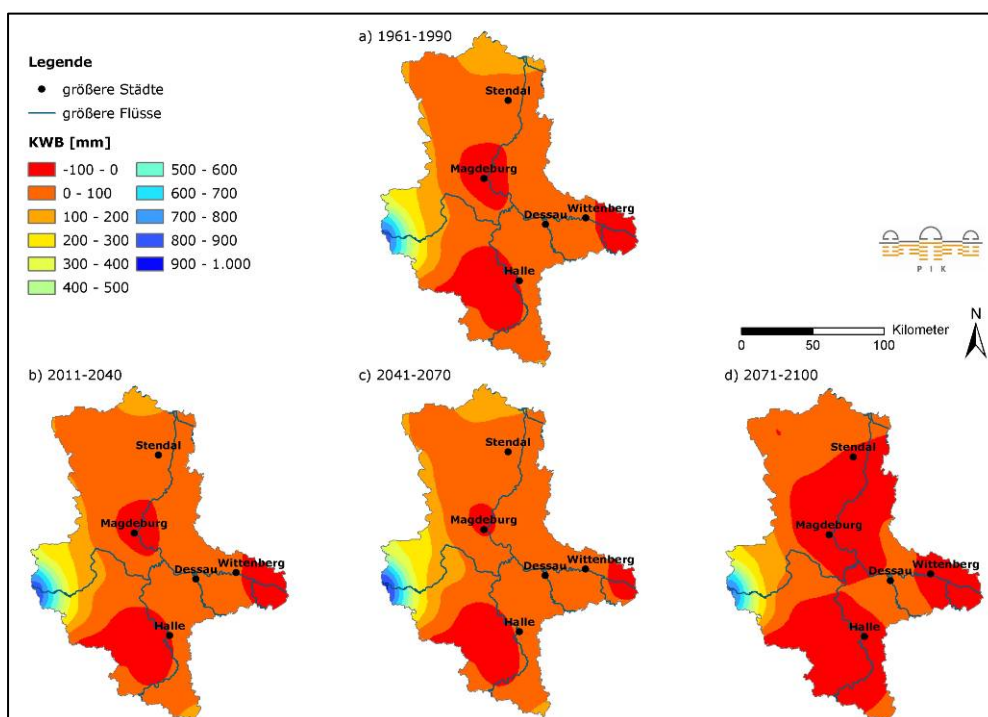 a) 1961-1990
Legende
größere Städte
größere Flüsse
KWB [mm]
-100 - 0
500 - 600
0 - 100
600 - 700
100 - 200
700 - 800
200 - 300
800 - 900
300 - 400
900 - 1.000
400 - 500
Stendal
Magdeburg
Dessau
Wittenberg
Halle
P I K
Kilometer
0 50 100
N
b) 2011-2040
Stendal
Magdeburg
Dessau
Wittenberg
Halle
c) 2041-2070
Stendal
Magdeburg
Dessau
Wittenberg
Halle
d) 2071-2100
Stendal
Magdeburg
Dessau
Wittenberg
Halle